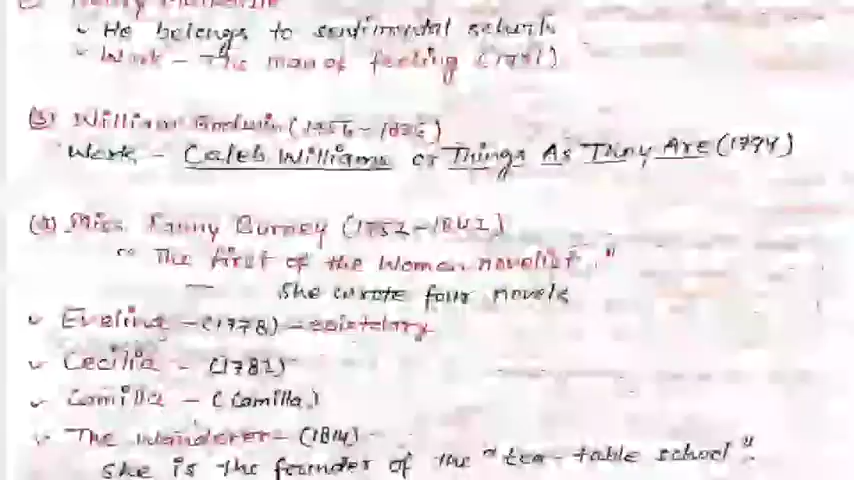 ✓ He belongs to sentimental school
✓ Work - The man of feeling (1771)
(3) William Godwin (1756-1836)
Work - Caleb Williams or Things As They Are (1794)
(4) Miss Fanny Burney (1752-1842)
"The first of the Women novelist."
— She wrote four novels
✓ Evelina - (1778) - epistolary
✓ Cecilia - (1782)
✓ Camilla - (Camilla)
✓ The Wanderer - (1814)
She is the founder of the "tea-table school".